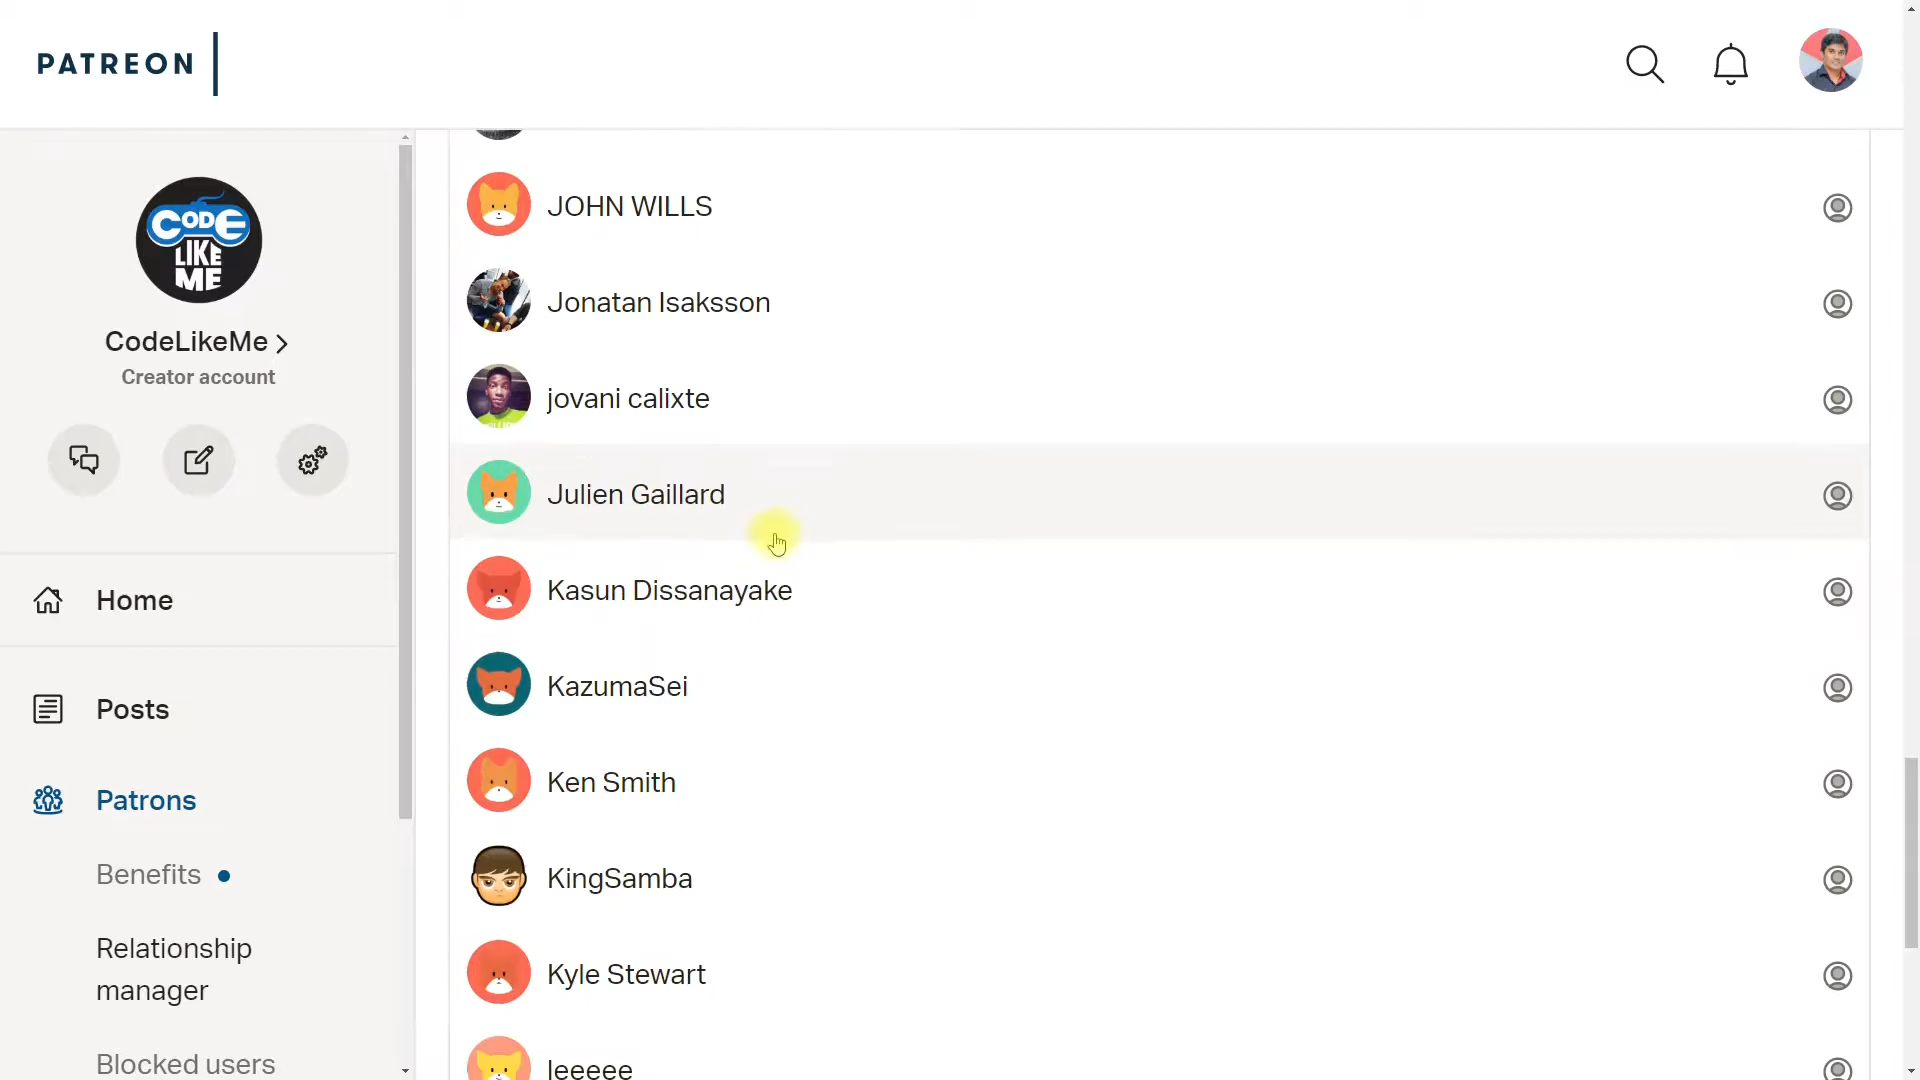 PATREON
CODE
LIKE
ME
CodeLikeMe
Creator account
Home
Posts
Patrons
Benefits
Relationship
manager
Blocked users
JOHN WILLS
Jonatan Isaksson
jovani calixte
Julien Gaillard
Kasun Dissanayake
KazumaSei
Ken Smith
KingSamba
Kyle Stewart
leeeee